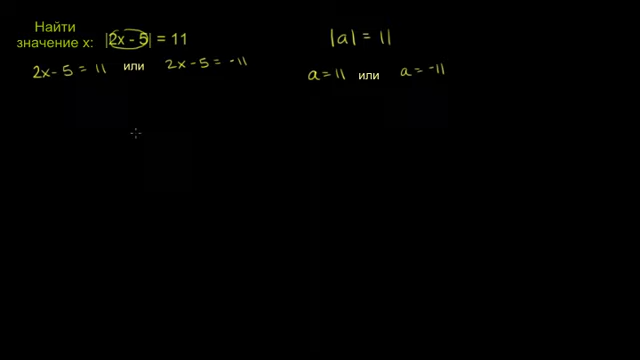 Найти
значение x: |2x - 5| = 11
|a| = 11
2x - 5 = 11 или 2x - 5 = -11
a = 11 или a = -11